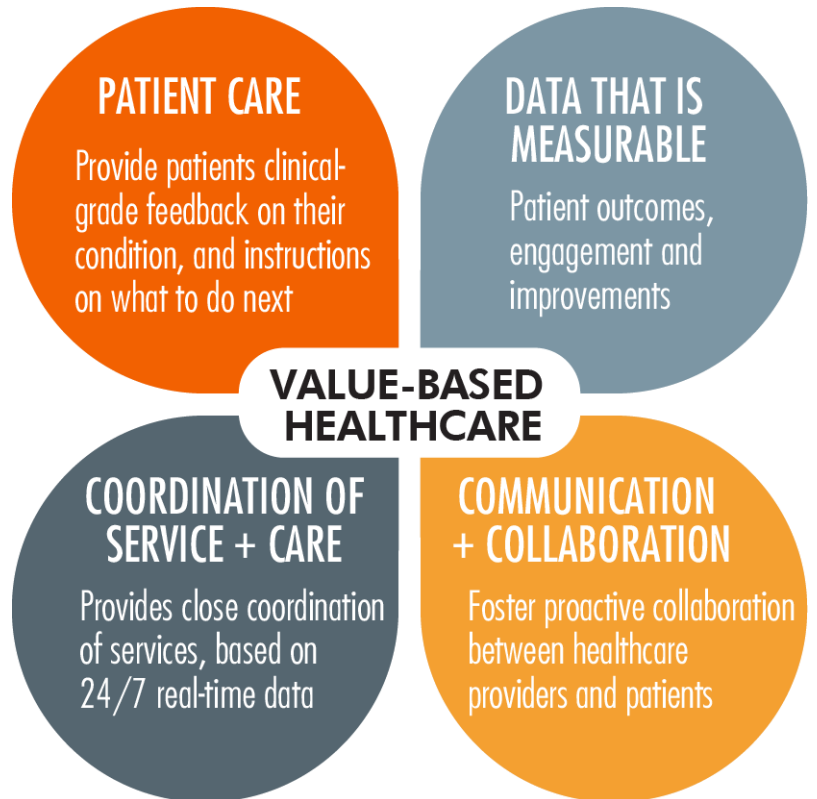 PATIENT CARE
Provide patients clinical-
grade feedback on their
condition, and instructions
on what to do next
DATA THAT IS
MEASURABLE
Patient outcomes,
engagement and
improvements
VALUE-BASED
HEALTHCARE
COORDINATION OF
SERVICE + CARE
Provides close coordination
of services, based on
24/7 real-time data
COMMUNICATION
+ COLLABORATION
Foster proactive collaboration
between healthcare
providers and patients